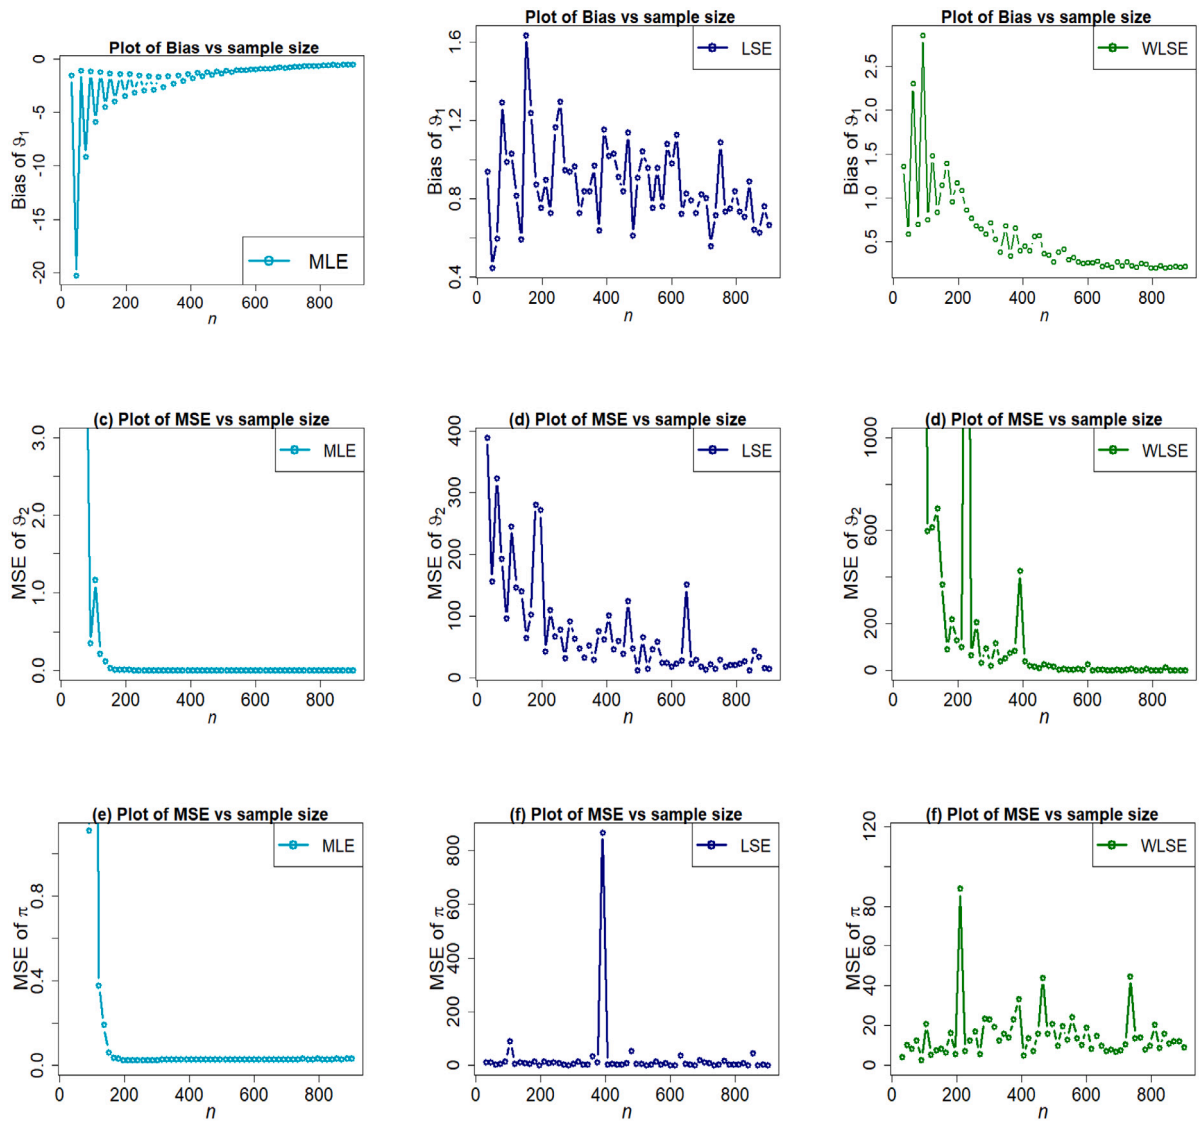 Plot of Bias vs sample size
Bias of ϑ1
0
-5
-10
-15
-20
MLE
0 200 400 600 800
n
Plot of Bias vs sample size
Bias of ϑ1
1.6
1.2
0.8
0.4
LSE
0 200 400 600 800
n
Plot of Bias vs sample size
Bias of ϑ1
2.5
2.0
1.5
1.0
0.5
WLSE
0 200 400 600 800
n
(c) Plot of MSE vs sample size
MSE of ϑ2
3.0
2.0
1.0
0.0
MLE
0 200 400 600 800
n
(d) Plot of MSE vs sample size
MSE of ϑ2
400
300
200
100
0
LSE
0 200 400 600 800
n
(d) Plot of MSE vs sample size
MSE of ϑ2
1000
600
200
0
WLSE
0 200 400 600 800
n
(e) Plot of MSE vs sample size
MSE of π
0.8
0.4
0.0
MLE
0 200 400 600 800
n
(f) Plot of MSE vs sample size
MSE of π
800
600
400
200
0
LSE
0 200 400 600 800
n
(f) Plot of MSE vs sample size
MSE of π
120
80
60
40
20
0
WLSE
0 200 400 600 800
n